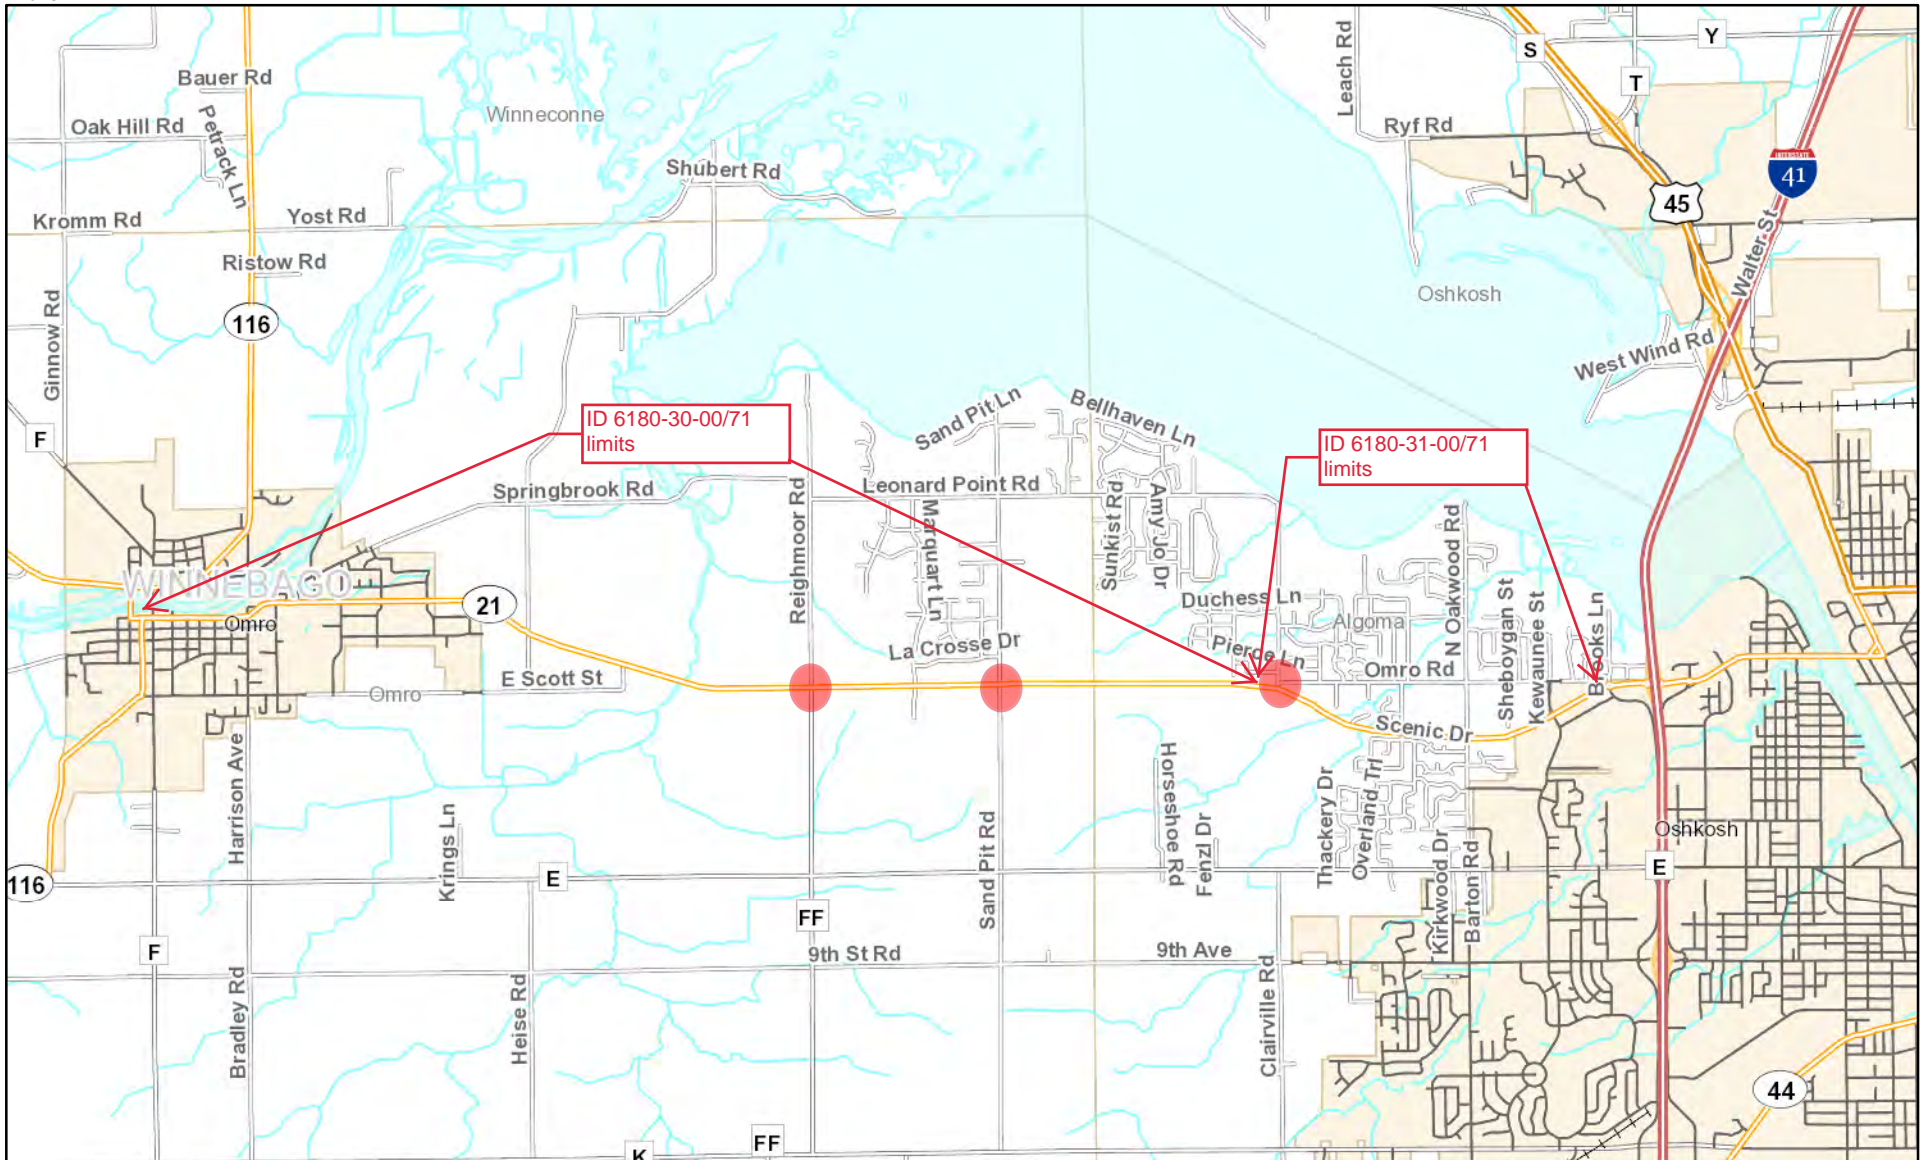 Bauer Rd
Oak Hill Rd
Petrack Ln
Winneconne
Shubert Rd
Leach Rd
Ryf Rd
S
Y
T
INTERSTATE
41
45
Walter St
Kromm Rd
Yost Rd
Ristow Rd
116
Ginnow Rd
Oshkosh
West Wind Rd
F
ID 6180-30-00/71
limits
Sand Pit Ln
Bellhaven Ln
ID 6180-31-00/71
limits
Springbrook Rd
Reighmoor Rd
Leonard Point Rd
Marquart Ln
Sunkist Rd
Amy Jo Dr
N Oakwood Rd
WINNEBAGO
Omro
21
Duchess Ln
Algoma
Sheboygan St
Kewaunee St
Brooks Ln
La Crosse Dr
Pierce Ln
Omro Rd
E Scott St
Omro
Scenic Dr
Harrison Ave
Krings Ln
Sand Pit Rd
Horseshoe Rd
Fenzl Dr
Thackery Dr
Overland Trl
Kirkwood Dr
Barton Rd
Oshkosh
116
E
E
FF
F
9th St Rd
9th Ave
Bradley Rd
Heise Rd
Clairville Rd
44
K
FF